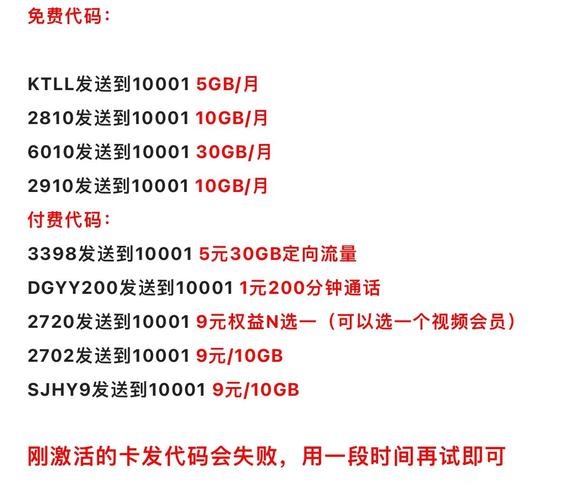 免费代码：
KTLL发送到10001 5GB/月
2810发送到10001 10GB/月
6010发送到10001 30GB/月
2910发送到10001 10GB/月
付费代码：
3398发送到10001 5元30GB定向流量
DGYY200发送到10001 1元200分钟通话
2720发送到10001 9元权益N选一（可以选一个视频会员）
2702发送到10001 9元/10GB
SJHY9发送到10001 9元/10GB
刚激活的卡发代码会失败，用一段时间再试即可